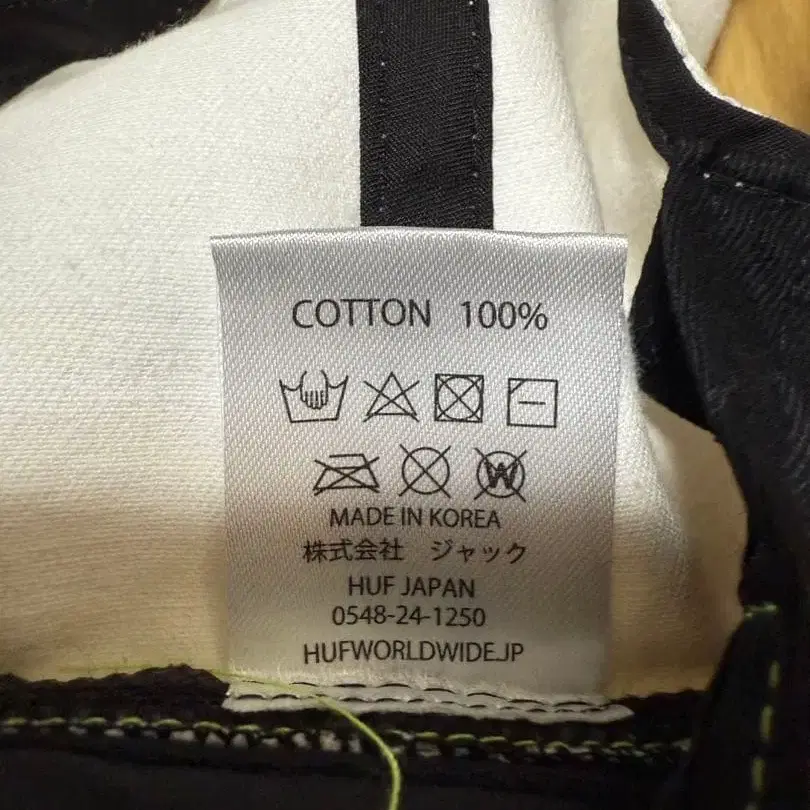 COTTON 100%
W
MADE IN KOREA
株式会社 ジャック
HUF JAPAN
0548-24-1250
HUFWORLDWIDE.JP